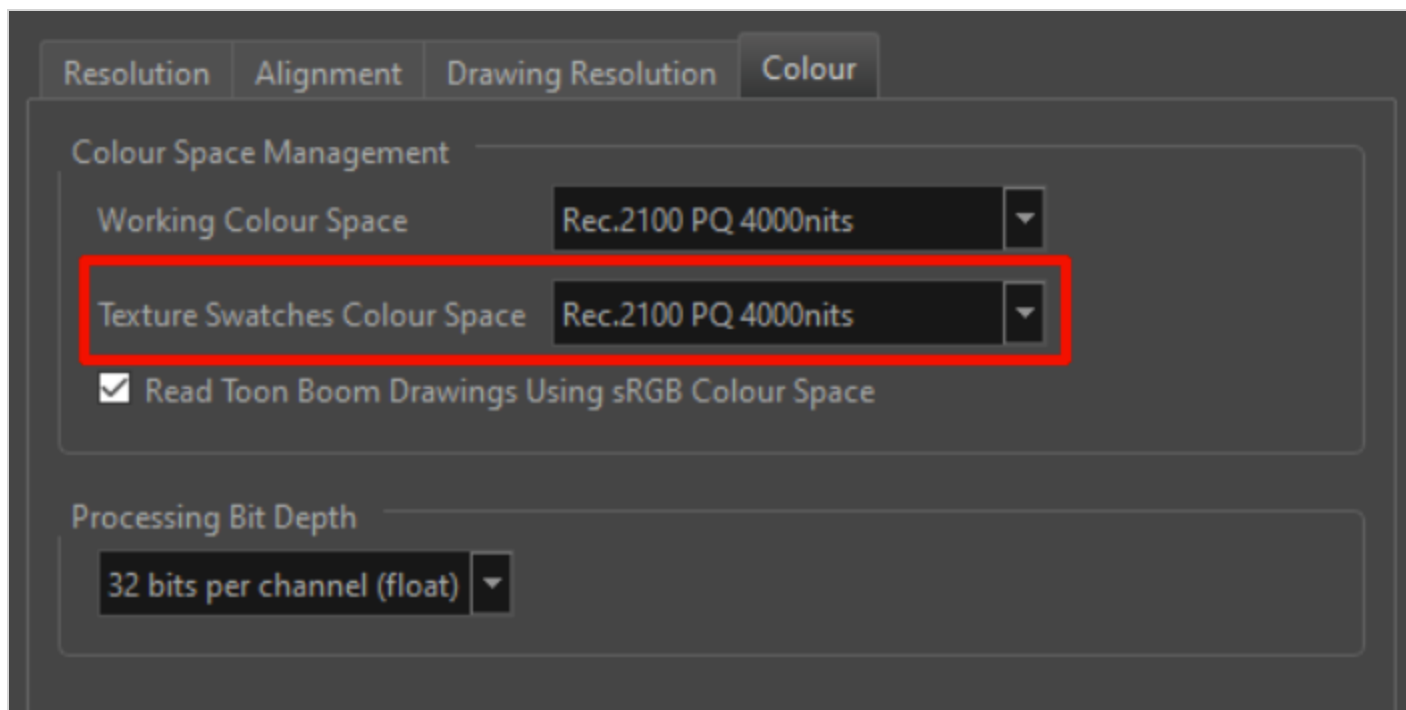 Resolution Alignment Drawing Resolution Colour
Colour Space Management
Working Colour Space Rec.2100 PQ 4000nits
Texture Swatches Colour Space Rec.2100 PQ 4000nits
Read Toon Boom Drawings Using sRGB Colour Space
Processing Bit Depth
32 bits per channel (float)